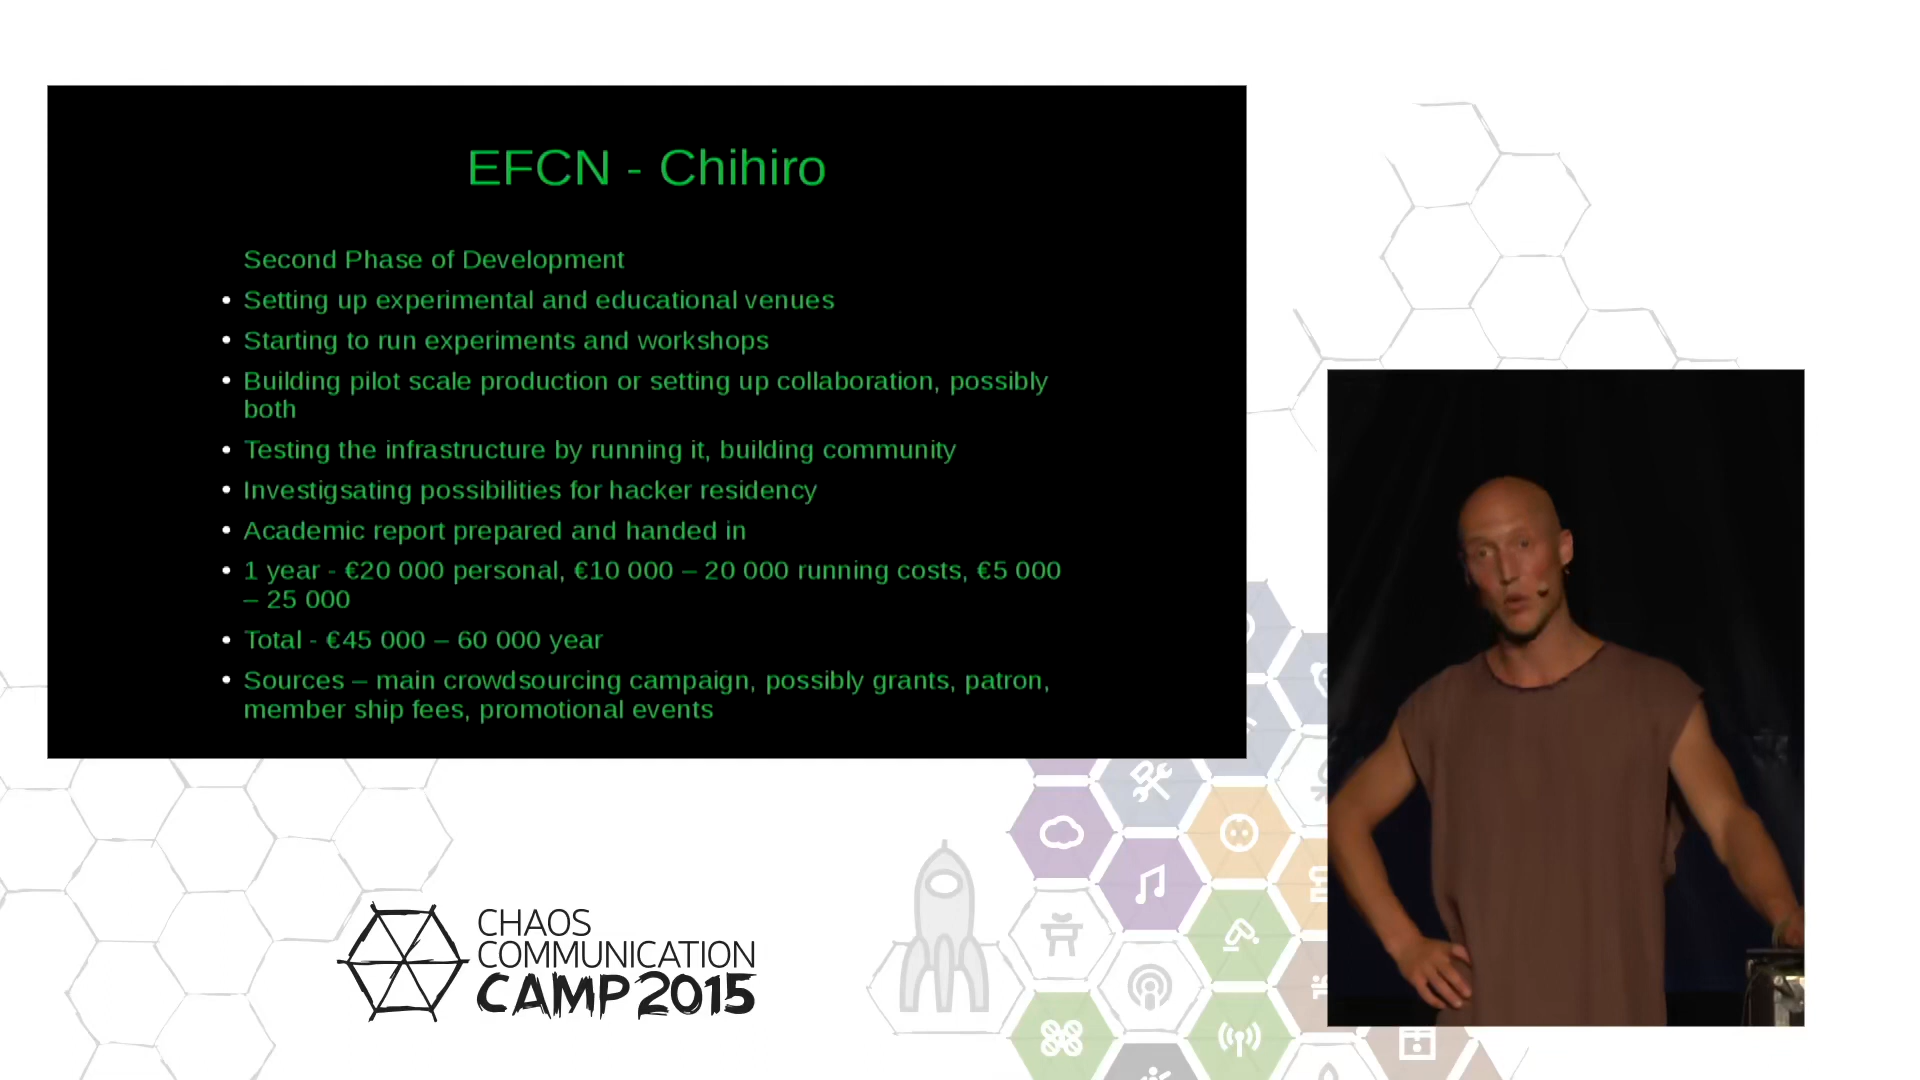 EFCN - Chihiro
Second Phase of Development
• Setting up experimental and educational venues
• Starting to run experiments and workshops
• Building pilot scale production or setting up collaboration, possibly
both
• Testing the infrastructure by running it, building community
• Investigsating possibilities for hacker residency
• Academic report prepared and handed in
• 1 year - €20 000 personal, €10 000 – 20 000 running costs, €5 000
– 25 000
• Total - €45 000 – 60 000 year
• Sources – main crowdsourcing campaign, possibly grants, patron,
member ship fees, promotional events
CHAOS
COMMUNICATION
CAMP 2015